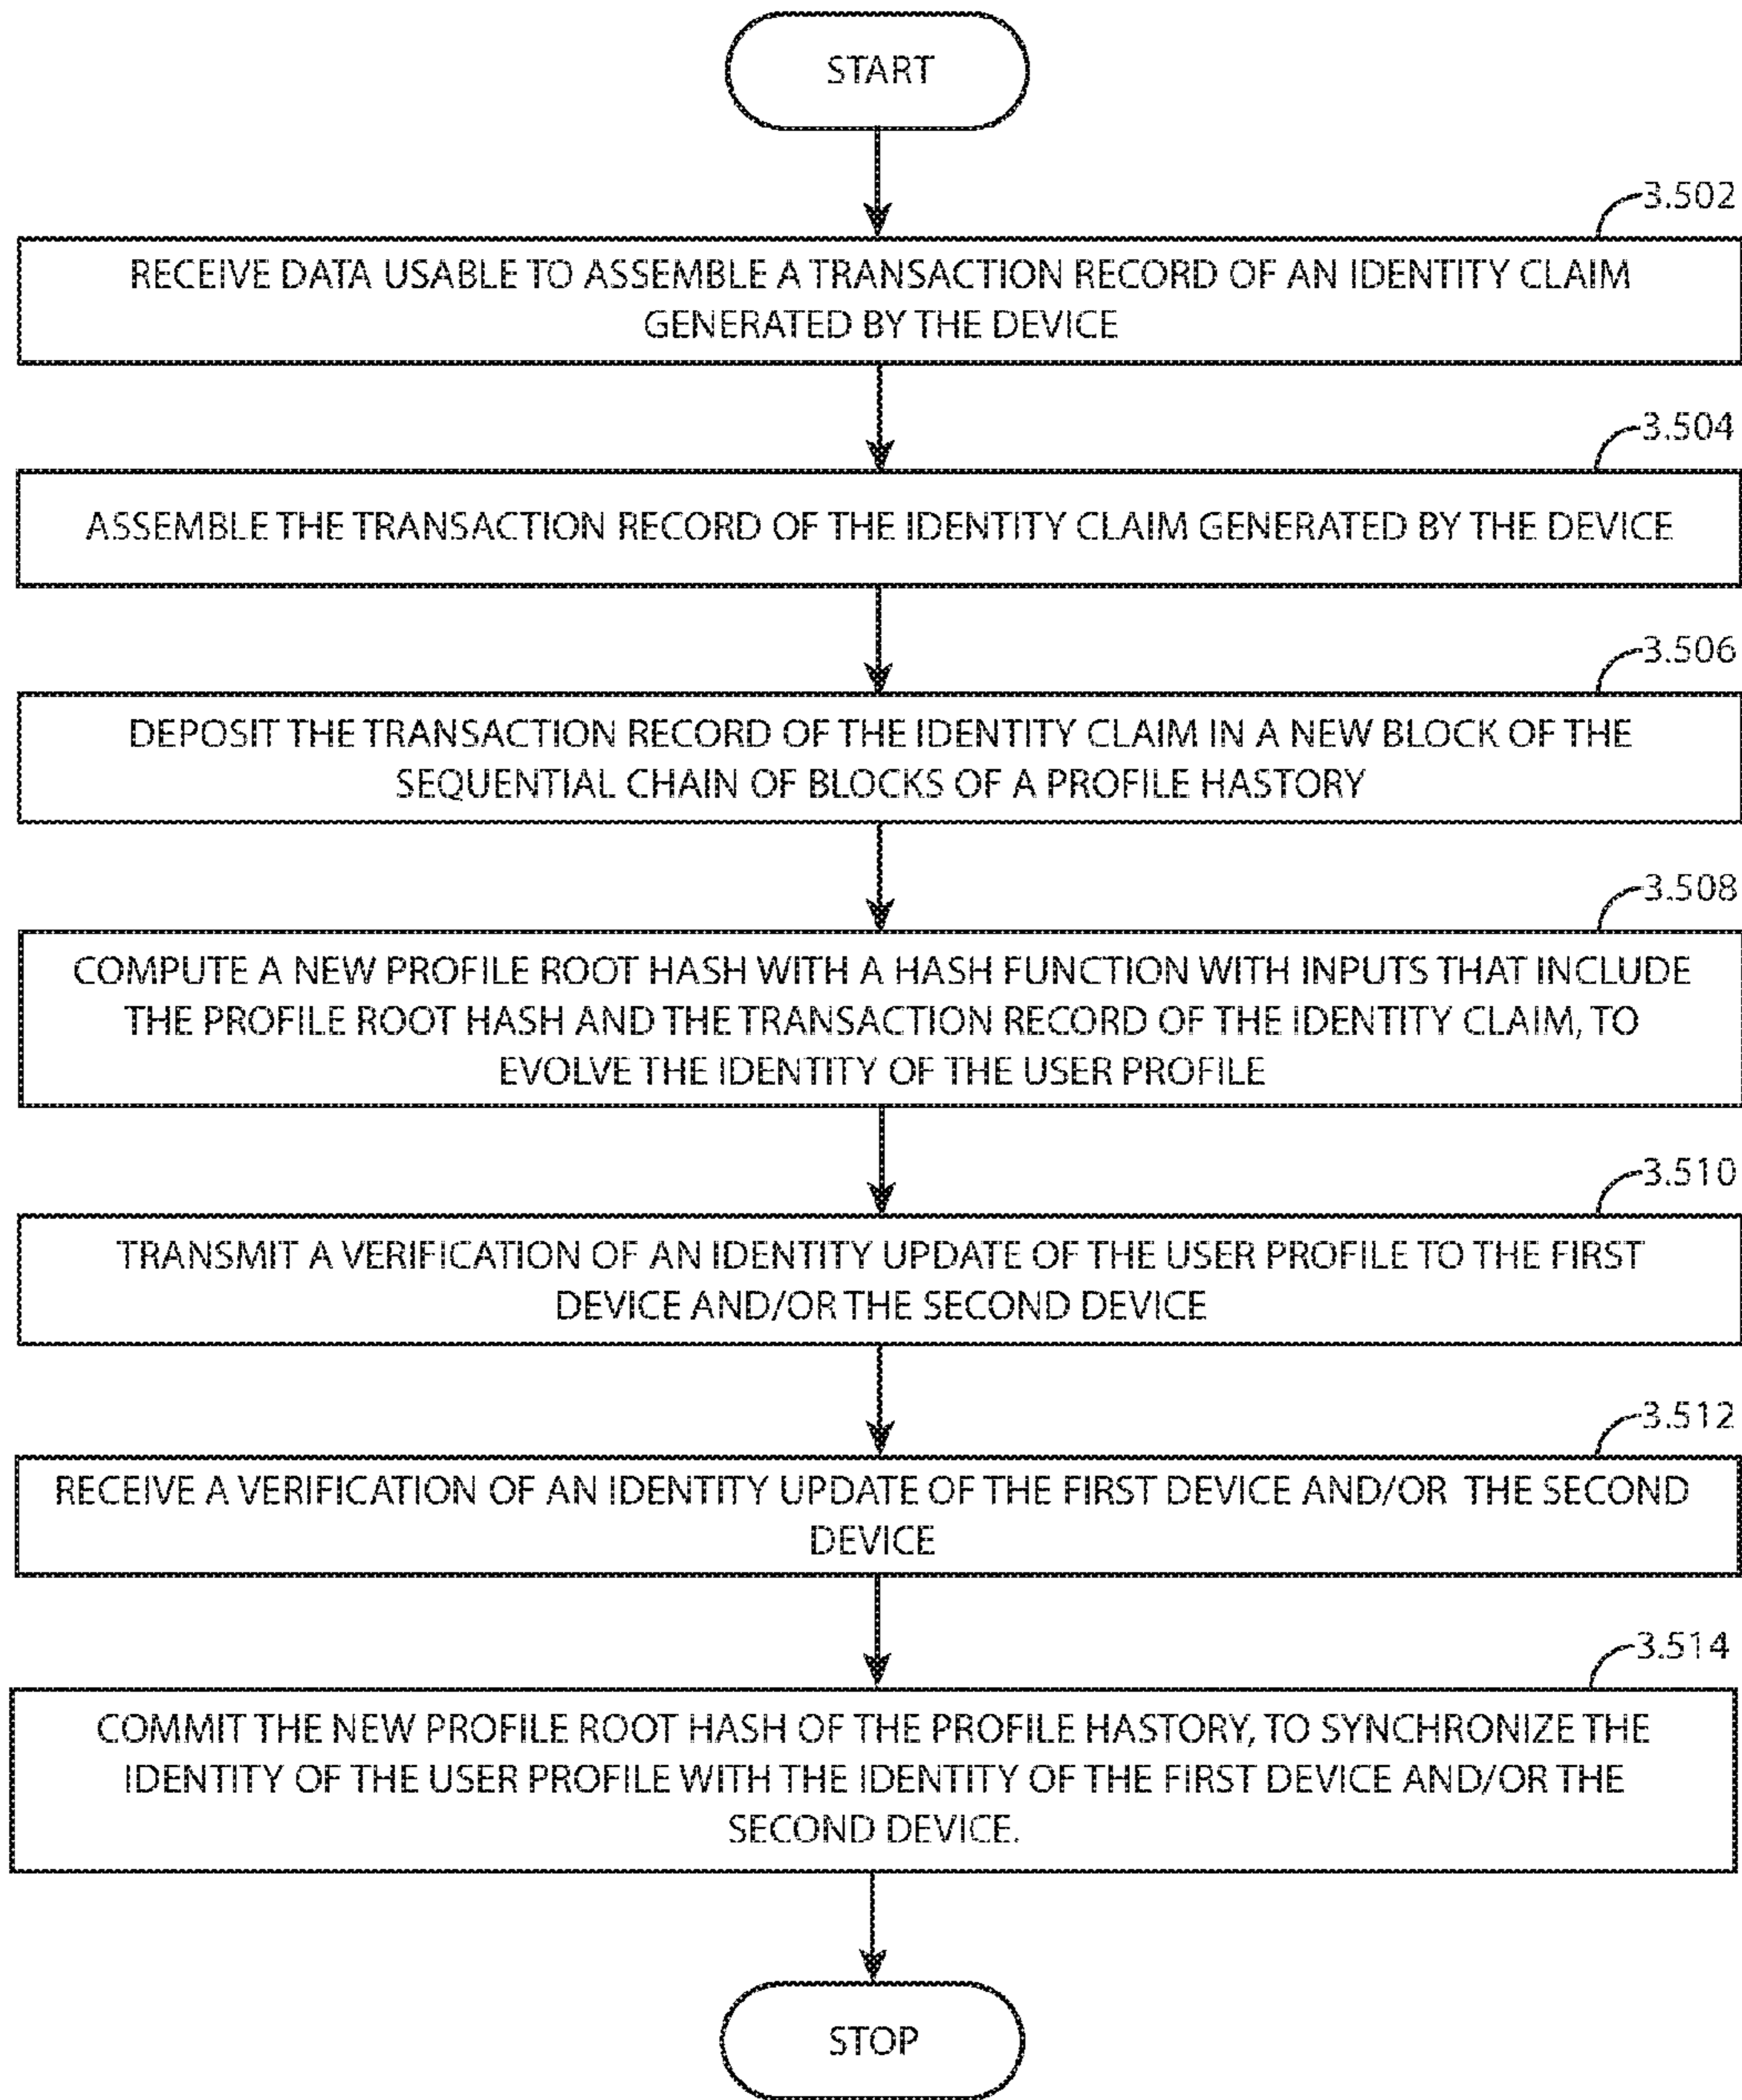 START
3.502
RECEIVE DATA USABLE TO ASSEMBLE A TRANSACTION RECORD OF AN IDENTITY CLAIM
GENERATED BY THE DEVICE
3.504
ASSEMBLE THE TRANSACTION RECORD OF THE IDENTITY CLAIM GENERATED BY THE DEVICE
3.506
DEPOSIT THE TRANSACTION RECORD OF THE IDENTITY CLAIM IN A NEW BLOCK OF THE
SEQUENTIAL CHAIN OF BLOCKS OF A PROFILE HASTORY
3.508
COMPUTE A NEW PROFILE ROOT HASH WITH A HASH FUNCTION WITH INPUTS THAT INCLUDE
THE PROFILE ROOT HASH AND THE TRANSACTION RECORD OF THE IDENTITY CLAIM, TO
EVOLVE THE IDENTITY OF THE USER PROFILE
3.510
TRANSMIT A VERIFICATION OF AN IDENTITY UPDATE OF THE USER PROFILE TO THE FIRST
DEVICE AND/OR THE SECOND DEVICE
3.512
RECEIVE A VERIFICATION OF AN IDENTITY UPDATE OF THE FIRST DEVICE AND/OR THE SECOND
DEVICE
3.514
COMMIT THE NEW PROFILE ROOT HASH OF THE PROFILE HASTORY, TO SYNCHRONIZE THE
IDENTITY OF THE USER PROFILE WITH THE IDENTITY OF THE FIRST DEVICE AND/OR THE
SECOND DEVICE.
STOP